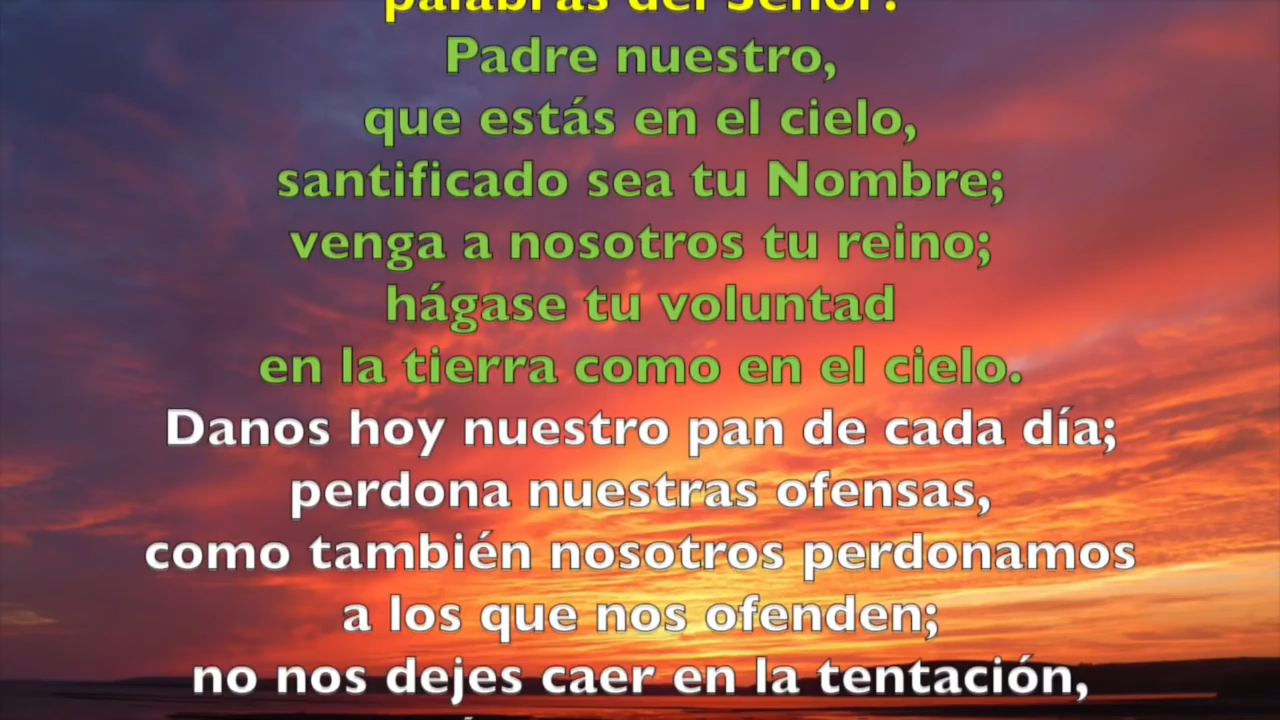 palabras del Señor:
Padre nuestro,
que estás en el cielo,
santificado sea tu Nombre;
venga a nosotros tu reino;
hágase tu voluntad
en la tierra como en el cielo.
Danos hoy nuestro pan de cada día;
perdona nuestras ofensas,
como también nosotros perdonamos
a los que nos ofenden;
no nos dejes caer en la tentación,